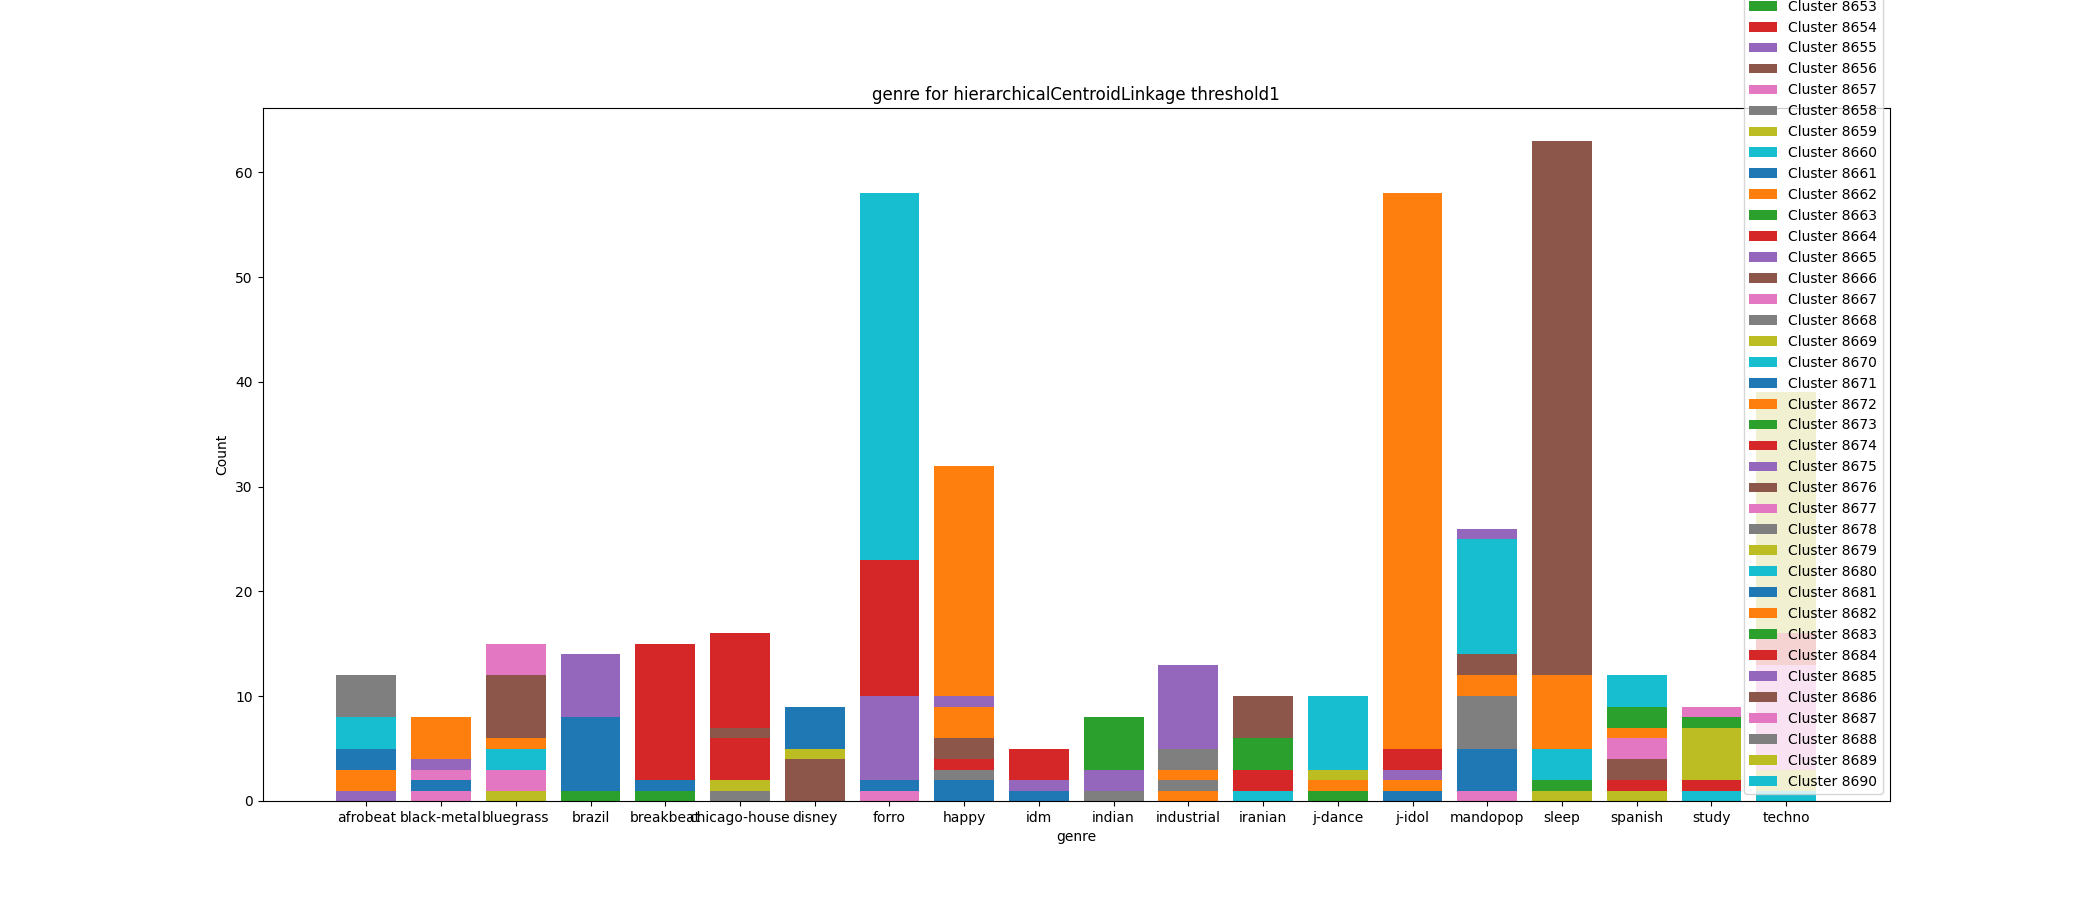 genre for hierarchicalCentroidLinkage threshold1
Count
60
50
40
30
20
10
0
afrobeat black-metal bluegrass brazil breakbeat chicago-house disney forro happy idm indian industrial iranian j-dance j-idol mandopop sleep spanish study techno
genre
Cluster 8653
Cluster 8654
Cluster 8655
Cluster 8656
Cluster 8657
Cluster 8658
Cluster 8659
Cluster 8660
Cluster 8661
Cluster 8662
Cluster 8663
Cluster 8664
Cluster 8665
Cluster 8666
Cluster 8667
Cluster 8668
Cluster 8669
Cluster 8670
Cluster 8671
Cluster 8672
Cluster 8673
Cluster 8674
Cluster 8675
Cluster 8676
Cluster 8677
Cluster 8678
Cluster 8679
Cluster 8680
Cluster 8681
Cluster 8682
Cluster 8683
Cluster 8684
Cluster 8685
Cluster 8686
Cluster 8687
Cluster 8688
Cluster 8689
Cluster 8690